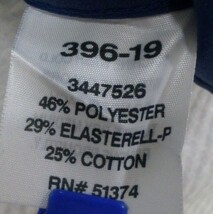 396-19
3447526
46% POLYESTER
29% ELASTERELL-P
25% COTTON
RN# 51374